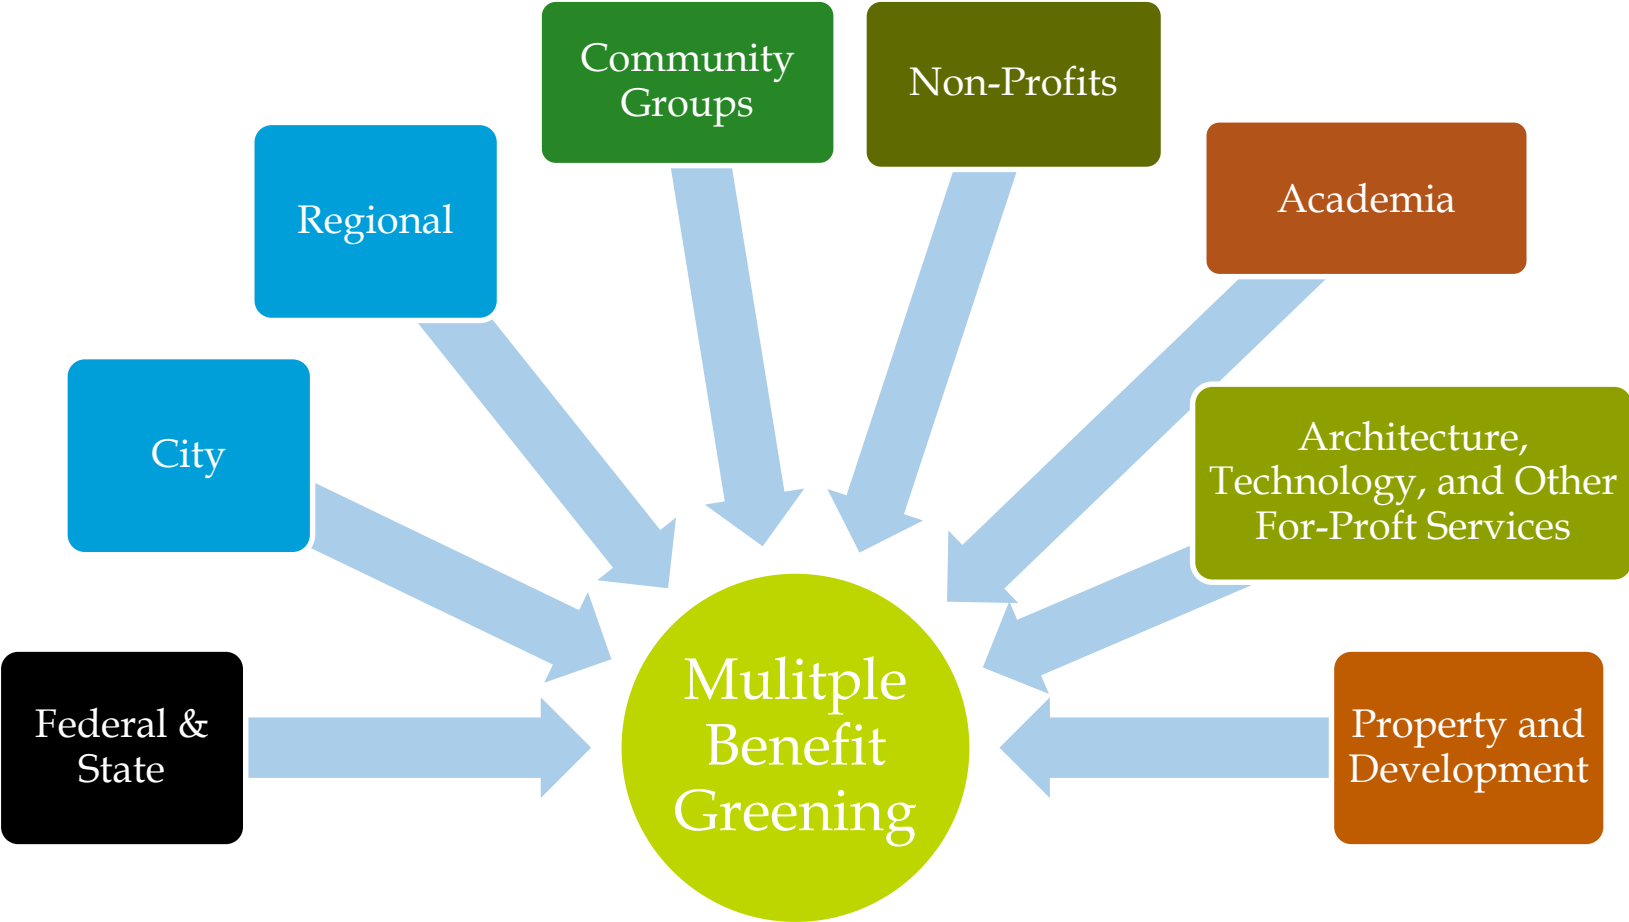 Community
Groups
Non-Profits
Academia
Regional
City
Architecture,
Technology, and Other
For-Proft Services
Federal &
State
Mulitple
Benefit
Greening
Property and
Development